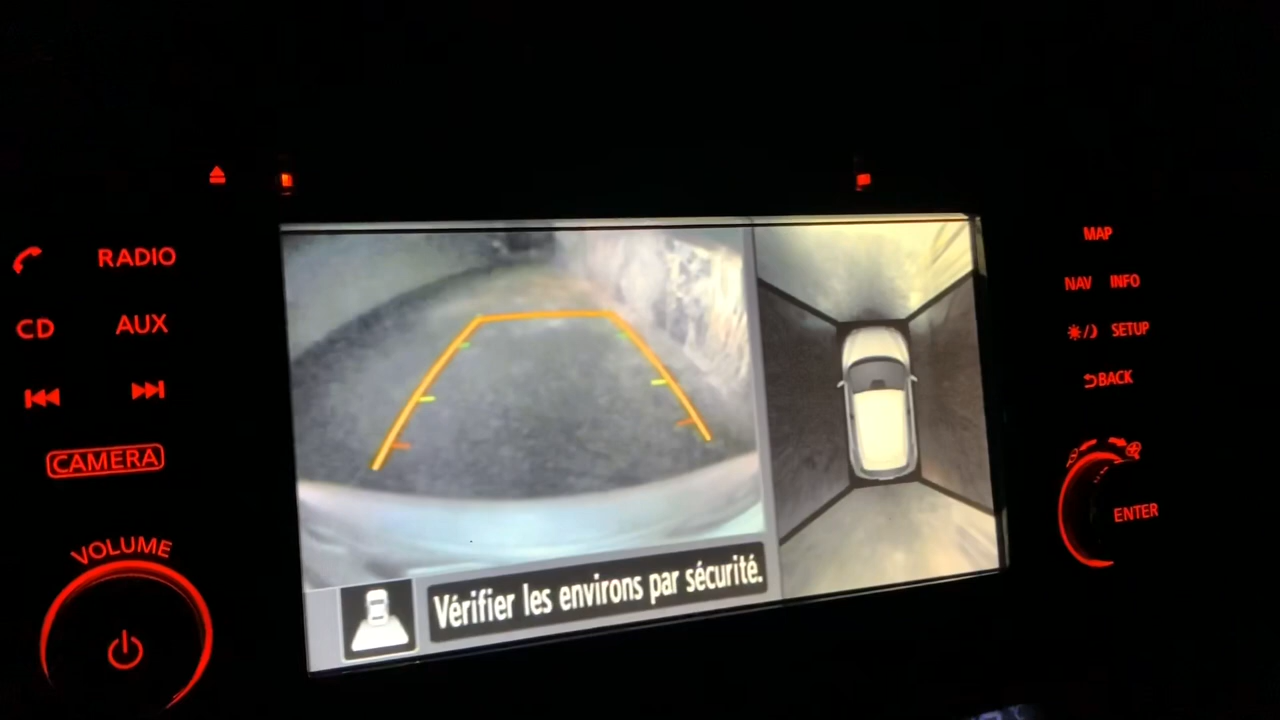 RADIO
CD
AUX
CAMERA
VOLUME
Vérifier les environs par sécurité.
MAP
NAV
INFO
SETUP
BACK
ENTER